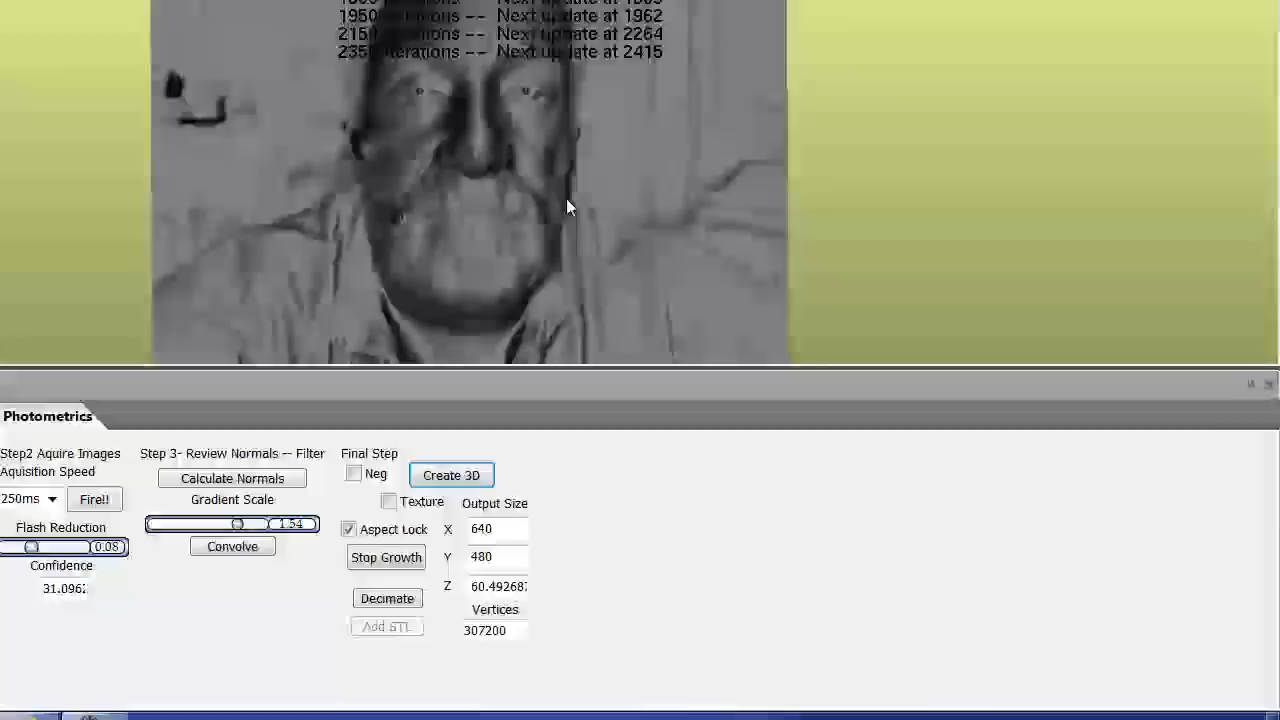 1950 iterations -- Next update at 1962
2150 iterations -- Next update at 2264
2350 iterations -- Next update at 2415
Photometrics
Step2 Aquire Images
Aquisition Speed
250ms Fire!!
Flash Reduction
0.08
Confidence
31.0962
Step 3- Review Normals -- Filter
Calculate Normals
Gradient Scale
1.54
Convolve
Final Step
Neg Create 3D
Texture Output Size
Aspect Lock X 640
Stop Growth Y 480
Z 60.49268
Decimate Vertices
Add STL 307200